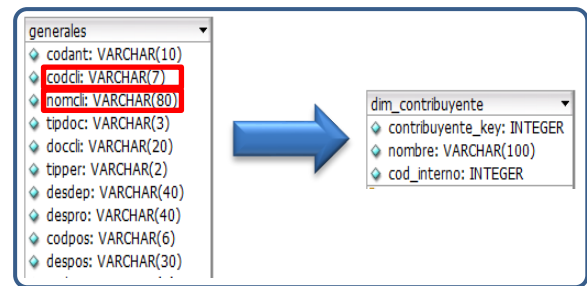 generales
codant: VARCHAR(10)
codcli: VARCHAR(7)
nomcli: VARCHAR(80)
tipdoc: VARCHAR(3)
doccli: VARCHAR(20)
tipper: VARCHAR(2)
desdep: VARCHAR(40)
despro: VARCHAR(40)
codpos: VARCHAR(6)
despos: VARCHAR(30)
dim_contribuyente
contribuyente_key: INTEGER
nombre: VARCHAR(100)
cod_interno: INTEGER